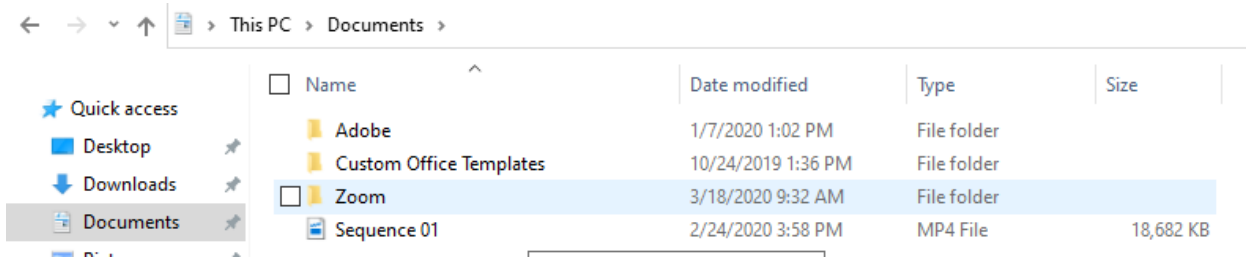 This PC > Documents >
Name Date modified Type Size
Quick access
Desktop
Downloads
Documents
Adobe 1/7/2020 1:02 PM File folder
Custom Office Templates 10/24/2019 1:36 PM File folder
Zoom 3/18/2020 9:32 AM File folder
Sequence 01 2/24/2020 3:58 PM MP4 File 18,682 KB